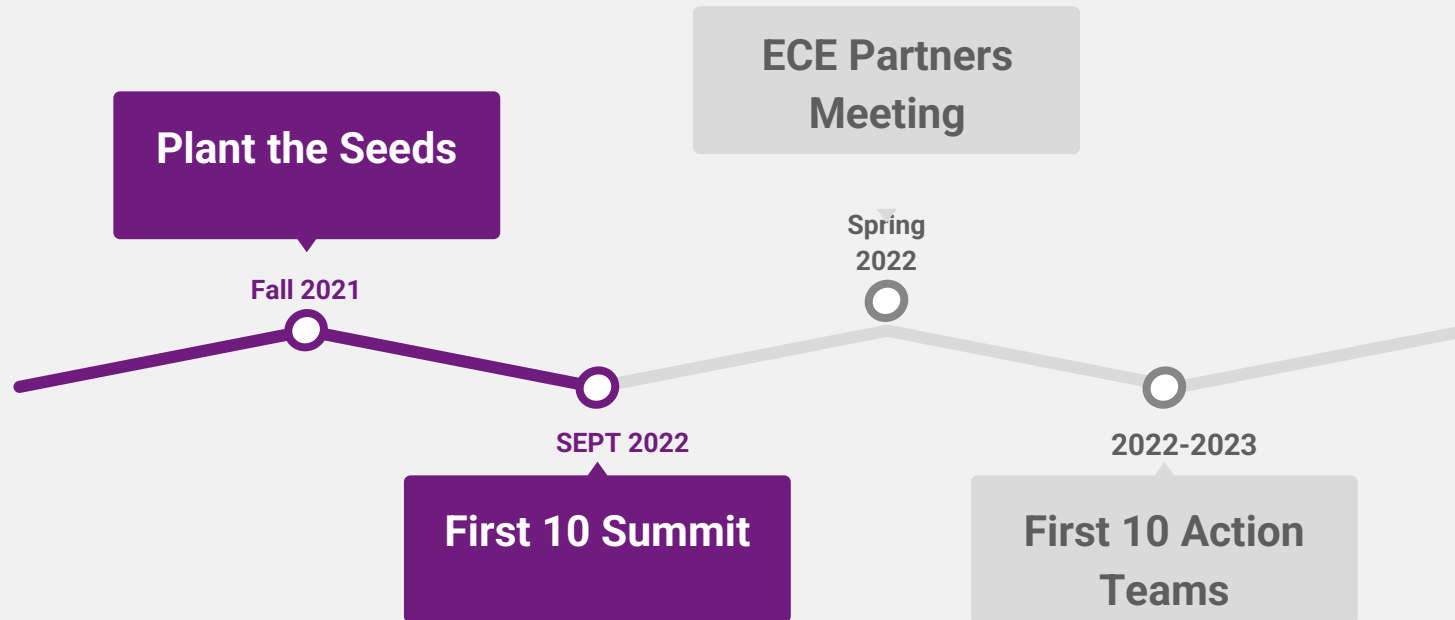 Plant the Seeds
Fall 2021
SEPT 2022
First 10 Summit
ECE Partners
Meeting
Spring
2022
2022-2023
First 10 Action
Teams